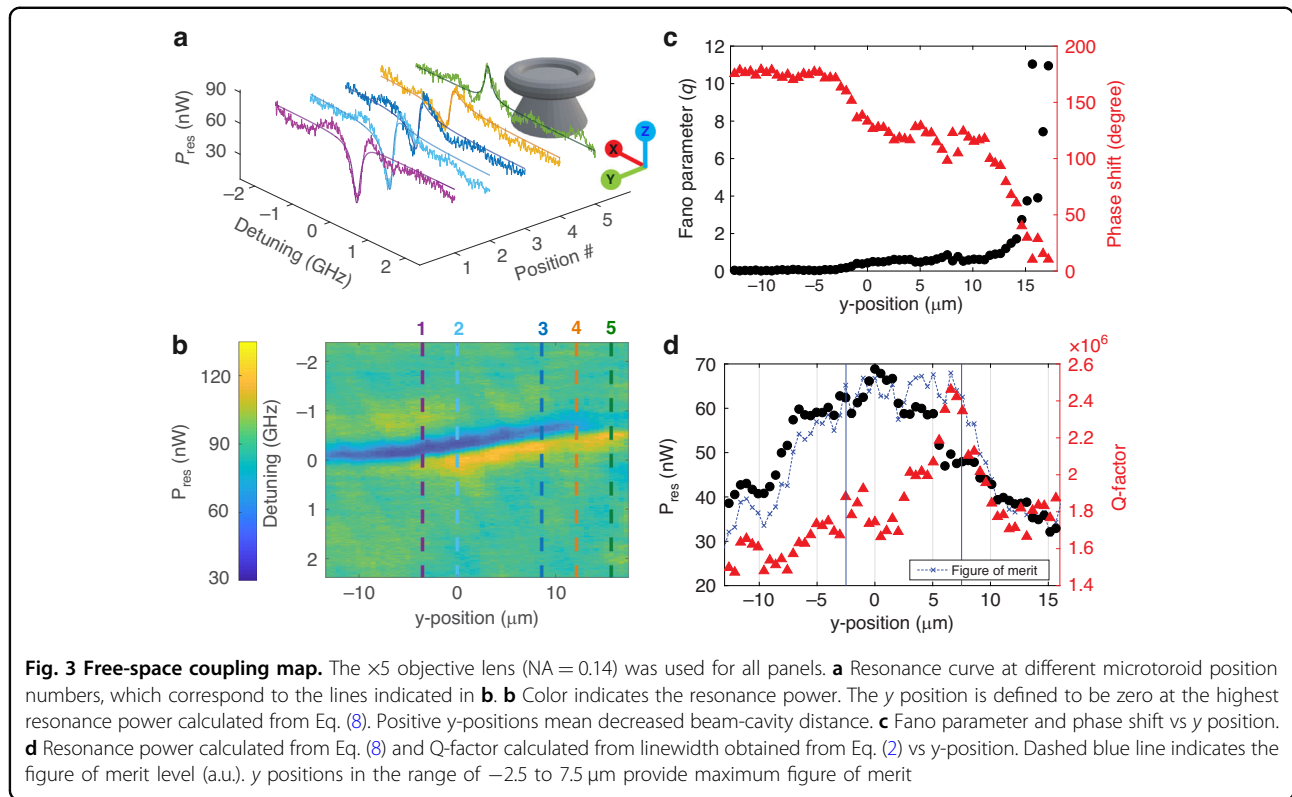 a
90
60
30
P_res (nW)
−2
−1
0
1
2
Detuning (GHz)
1
2
3
4
5
Position #
X
Y
Z
c
12
10
8
6
4
2
0
Fano parameter (q)
200
150
100
50
0
Phase shift (degree)
−10 −5 0 5 10 15
y-position (μm)
b
120
90
60
30
P_res (nW)
Detuning (GHz)
1 2 3 4 5
−2
−1
0
1
2
−10 0 10
y-position (μm)
d
×10⁶
70
60
50
40
30
20
P_res (nW)
2.6
2.4
2.2
2
1.8
1.6
1.4
Q-factor
Figure of merit
−10 −5 0 5 10 15
y-position (μm)
Fig. 3 Free-space coupling map. The ×5 objective lens (NA = 0.14) was used for all panels. a Resonance curve at different microtoroid position
numbers, which correspond to the lines indicated in b. b Color indicates the resonance power. The y position is defined to be zero at the highest
resonance power calculated from Eq. (8). Positive y-positions mean decreased beam-cavity distance. c Fano parameter and phase shift vs y position.
d Resonance power calculated from Eq. (8) and Q-factor calculated from linewidth obtained from Eq. (2) vs y-position. Dashed blue line indicates the
figure of merit level (a.u.). y positions in the range of −2.5 to 7.5 μm provide maximum figure of merit